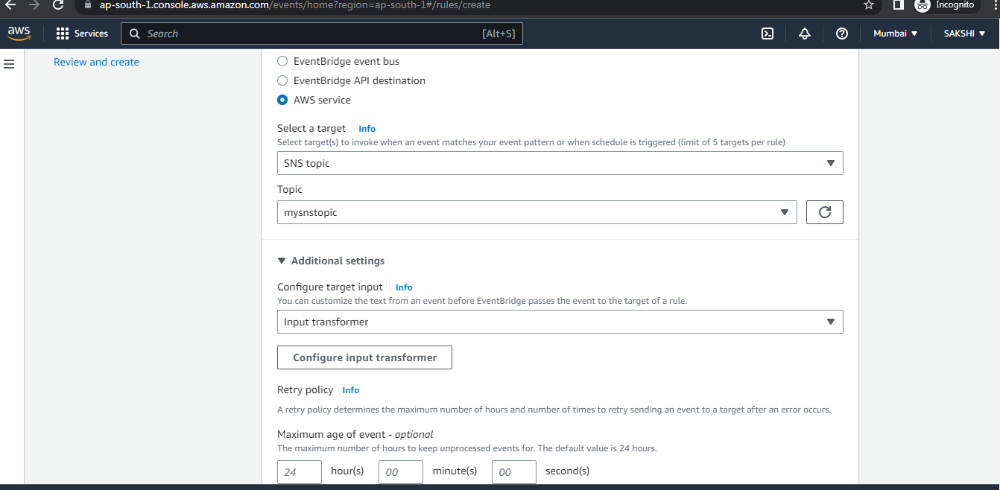 ap-south-1.console.aws.amazon.com/events/home?region=ap-south-1#/rules/create
Incognito
aws
Services
Search
[Alt+S]
Mumbai
SAKSHI
Review and create
EventBridge event bus
EventBridge API destination
AWS service
Select a target Info
Select target(s) to invoke when an event matches your event pattern or when schedule is triggered (limit of 5 targets per rule)
SNS topic
Topic
mysnstopic
Additional settings
Configure target input Info
You can customize the text from an event before EventBridge passes the event to the target of a rule.
Input transformer
Configure input transformer
Retry policy Info
A retry policy determines the maximum number of hours and number of times to retry sending an event to a target after an error occurs.
Maximum age of event - optional
The maximum number of hours to keep unprocessed events for. The default value is 24 hours.
24 hour(s) 00 minute(s) 00 second(s)